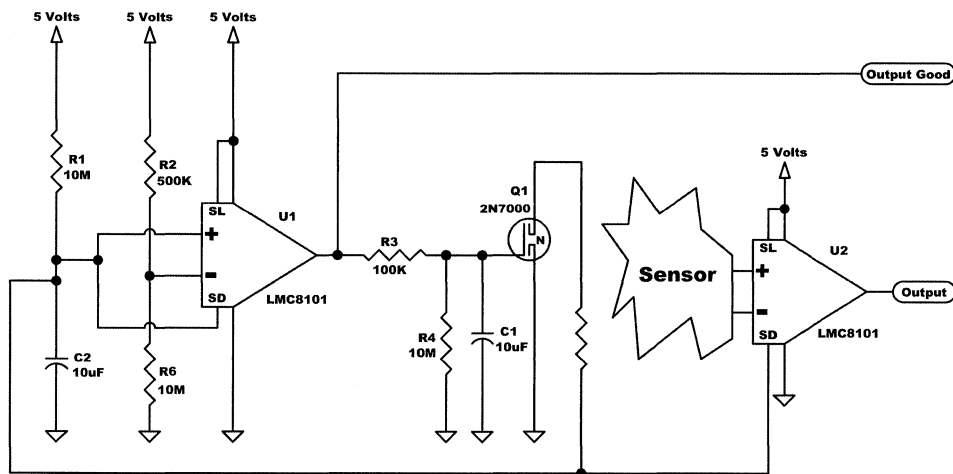 5 Volts
5 Volts
5 Volts
Output Good
R1
10M
R2
500K
SL
U1
+
-
SD
LMC8101
R3
100K
Q1
2N7000
N
5 Volts
Sensor
SL
U2
+
-
SD
LMC8101
Output
C2
10uF
R6
10M
R4
10M
C1
10uF